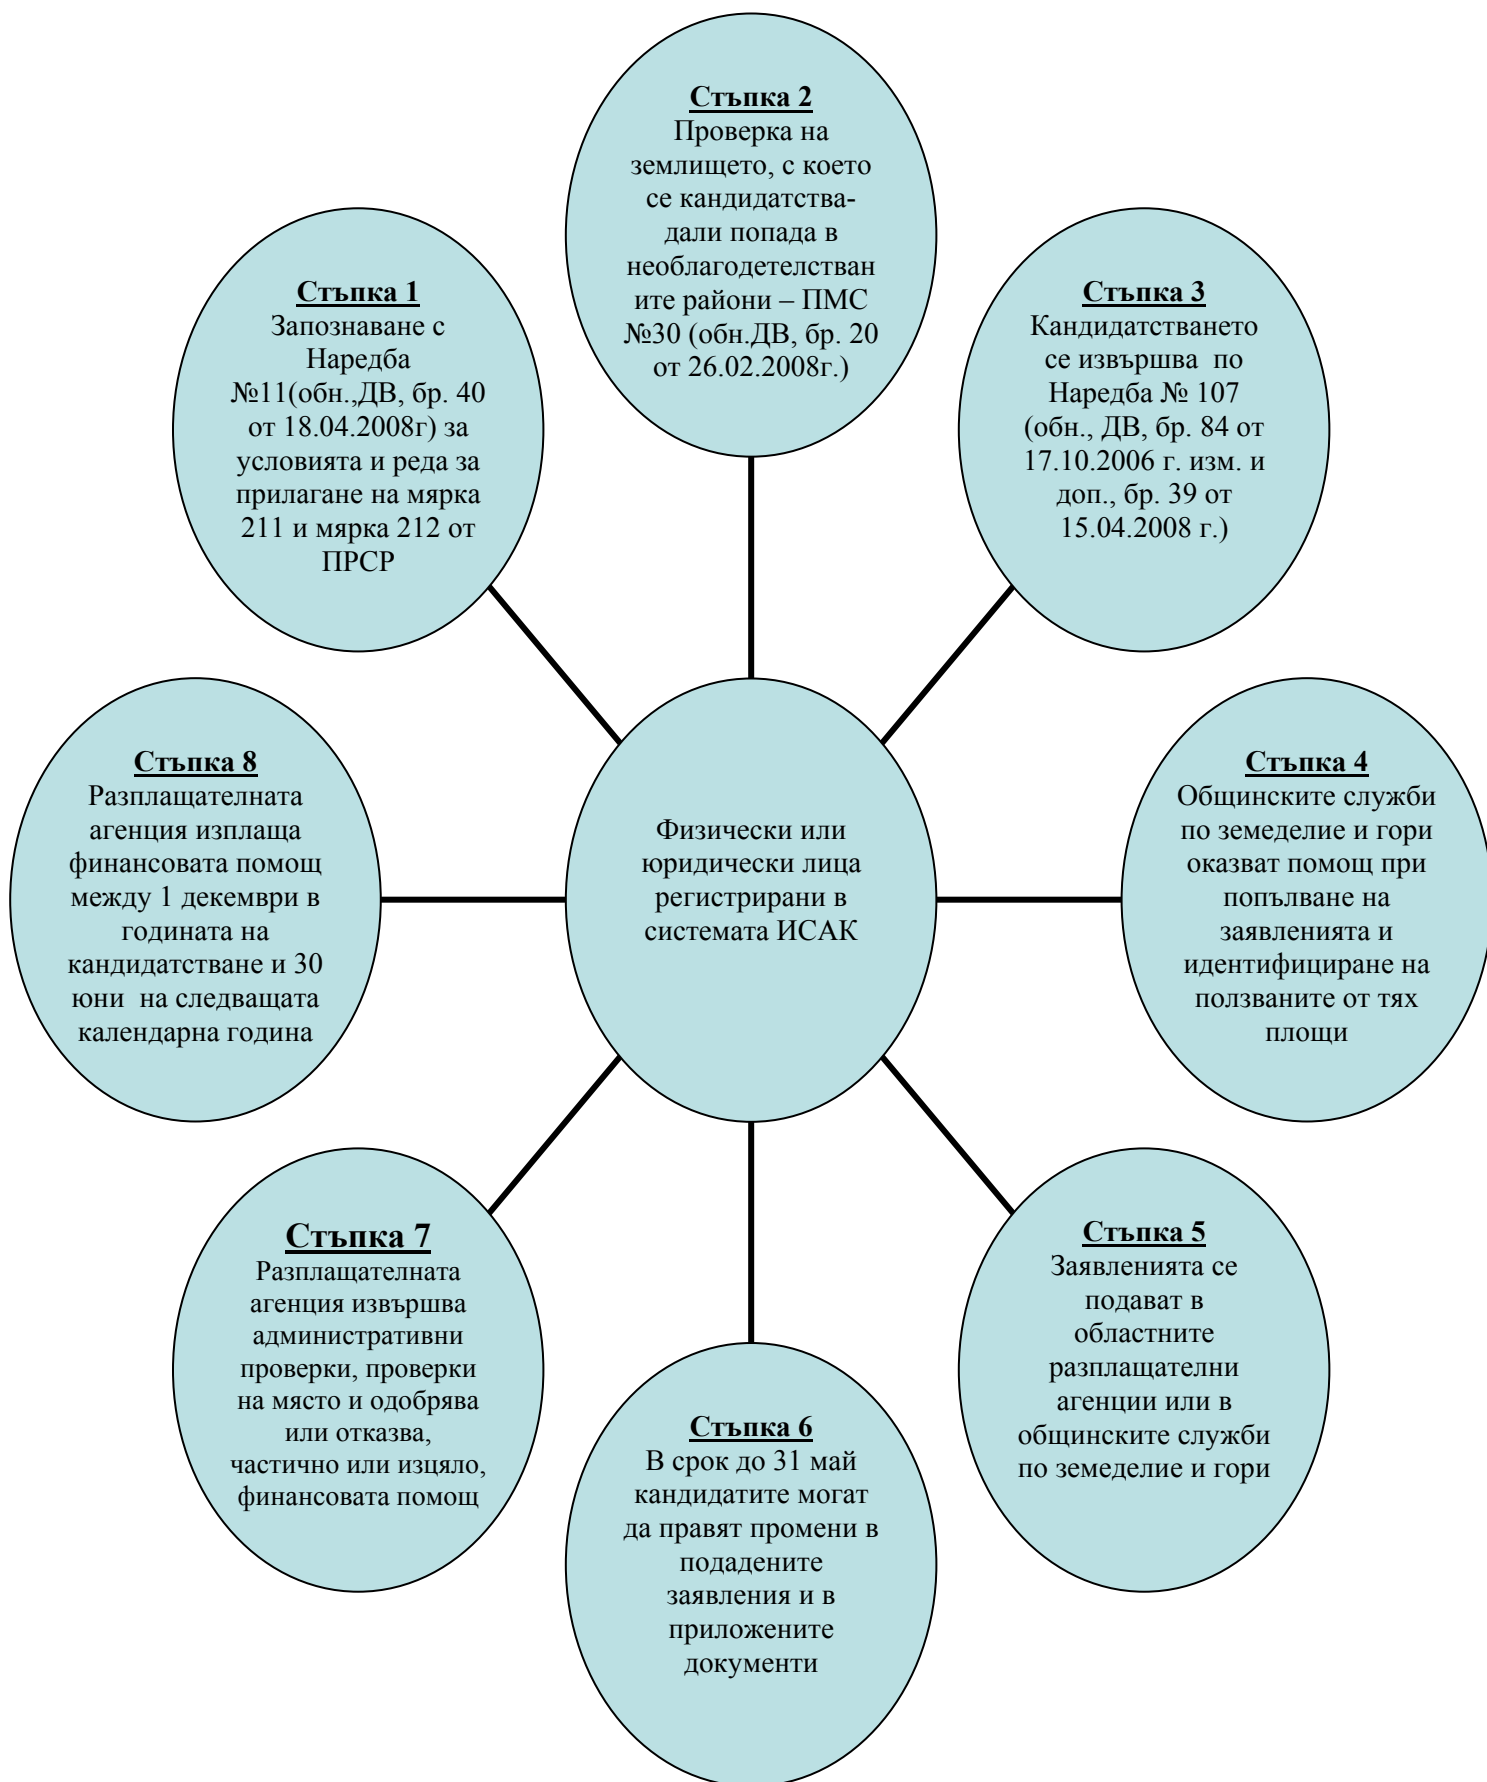 Стъпка 1
Запознаване с
Наредба
№11(обн.,ДВ, бр. 40
от 18.04.2008г) за
условията и реда за
прилагане на мярка
211 и мярка 212 от
ПРСР
Стъпка 2
Проверка на
землището, с което
се кандидатства-
дали попада в
необлагодетелстван
ите райони – ПМС
№30 (обн.ДВ, бр. 20
от 26.02.2008г.)
Стъпка 3
Кандидатстването
се извършва  по
Наредба № 107
(обн., ДВ, бр. 84 от
17.10.2006 г. изм. и
доп., бр. 39 от
15.04.2008 г.)
Стъпка 4
Общинските служби
по земеделие и гори
оказват помощ при
попълване на
заявленията и
идентифициране на
ползваните от тях
площи
Стъпка 5
Заявленията се
подават в
областните
разплащателни
агенции или в
общинските служби
по земеделие и гори
Стъпка 6
В срок до 31 май
кандидатите могат
да правят промени в
подадените
заявления и в
приложените
документи
Стъпка 7
Разплащателната
агенция извършва
административни
проверки, проверки
на място и одобрява
или отказва,
частично или изцяло,
финансовата помощ
Стъпка 8
Разплащателната
агенция изплаща
финансовата помощ
между 1 декември в
годината на
кандидатстване и 30
юни  на следващата
календарна година
Физически или
юридически лица
регистрирани в
системата ИСАК